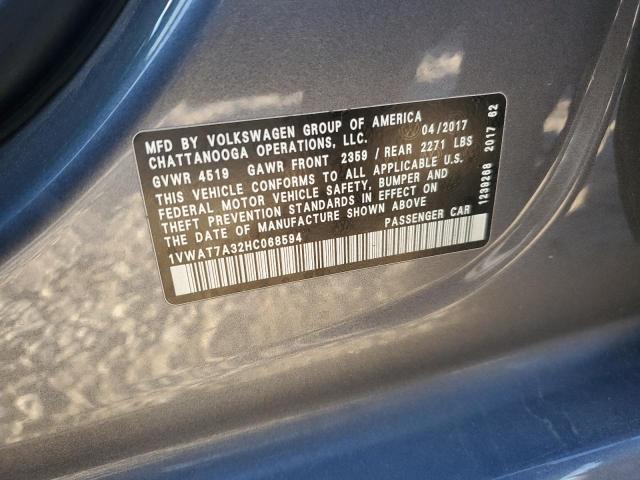 MFD BY VOLKSWAGEN GROUP OF AMERICA
CHATTANOOGA OPERATIONS, LLC. 04/2017
GVWR 4519 GAWR FRONT 2359 / REAR 2271 LBS
THIS VEHICLE CONFORMS TO ALL APPLICABLE U.S.
FEDERAL MOTOR VEHICLE SAFETY, BUMPER AND
THEFT PREVENTION STANDARDS IN EFFECT ON
THE DATE OF MANUFACTURE SHOWN ABOVE
1VWAT7A32HC068594 PASSENGER CAR
1239268 2017 62